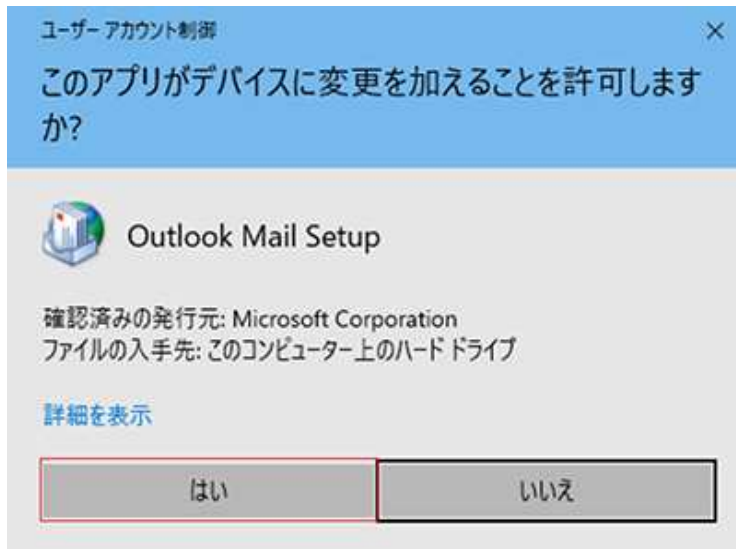 ユーザー アカウント制御
このアプリがデバイスに変更を加えることを許可します
か?
Outlook Mail Setup
確認済みの発行元: Microsoft Corporation
ファイルの入手先: このコンピューター上のハード ドライブ
詳細を表示
はい
いいえ